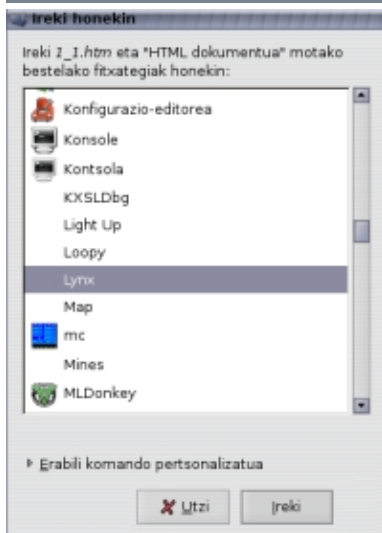 Ireki honekin
Ireki 1_1.htm eta "HTML dokumentua" motako
bestelako fitxategiak honekin:
Konfigurazio-editorea
Konsole
Kontsola
KXSLDbg
Light Up
Loopy
Lynx
Map
mc
Mines
MLDonkey
Erabili komando pertsonalizatua
Utzi
Ireki